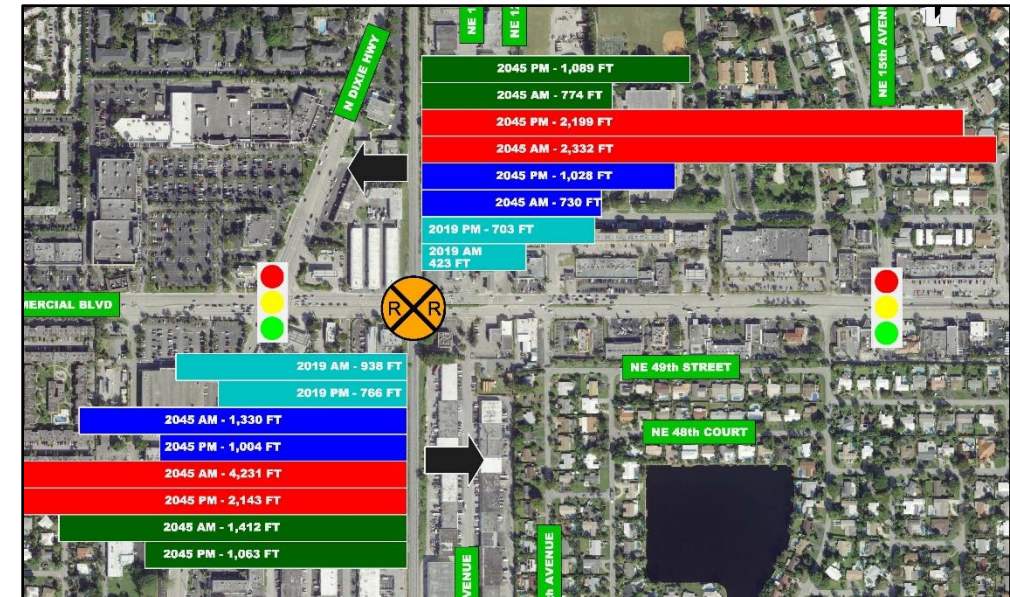 NE 1
NE 12
N DIXIE HWY
NE 15th AVENU
2045 PM - 1,089 FT
2045 AM - 774 FT
2045 PM - 2,199 FT
2045 AM - 2,332 FT
2045 PM - 1,028 FT
2045 AM - 730 FT
2019 PM - 703 FT
2019 AM
423 FT
MERCIAL BLVD
R R
2019 AM - 938 FT
2019 PM - 766 FT
2045 AM - 1,330 FT
2045 PM - 1,004 FT
2045 AM - 4,231 FT
2045 PM - 2,143 FT
2045 AM - 1,412 FT
2045 PM - 1,063 FT
NE 49th STREET
NE 48th COURT
VENUE
h AVENUE